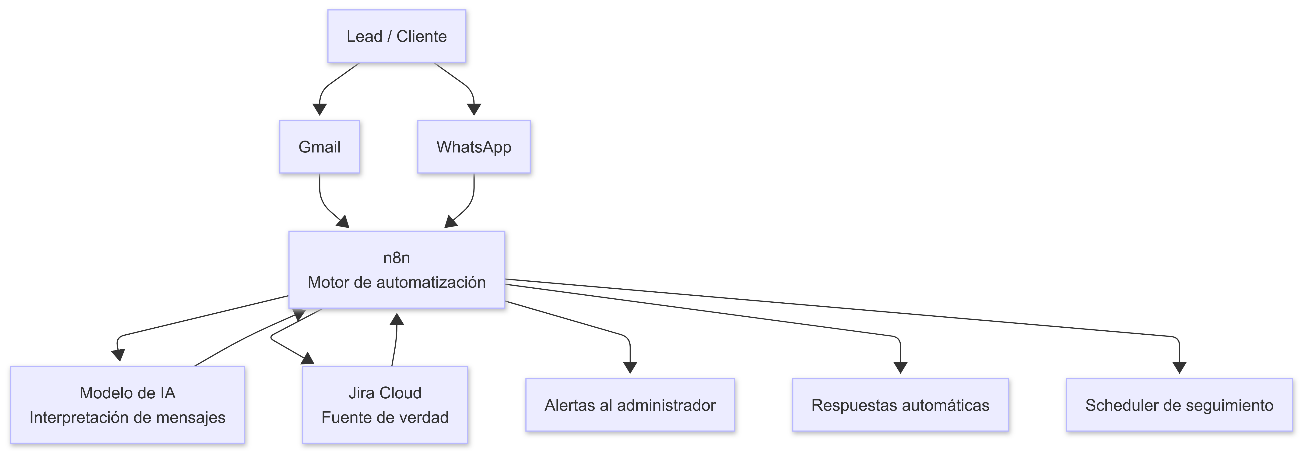 Lead / Cliente
Gmail
WhatsApp
n8n
Motor de automatización
Modelo de IA
Interpretación de mensajes
Jira Cloud
Fuente de verdad
Alertas al administrador
Respuestas automáticas
Scheduler de seguimiento